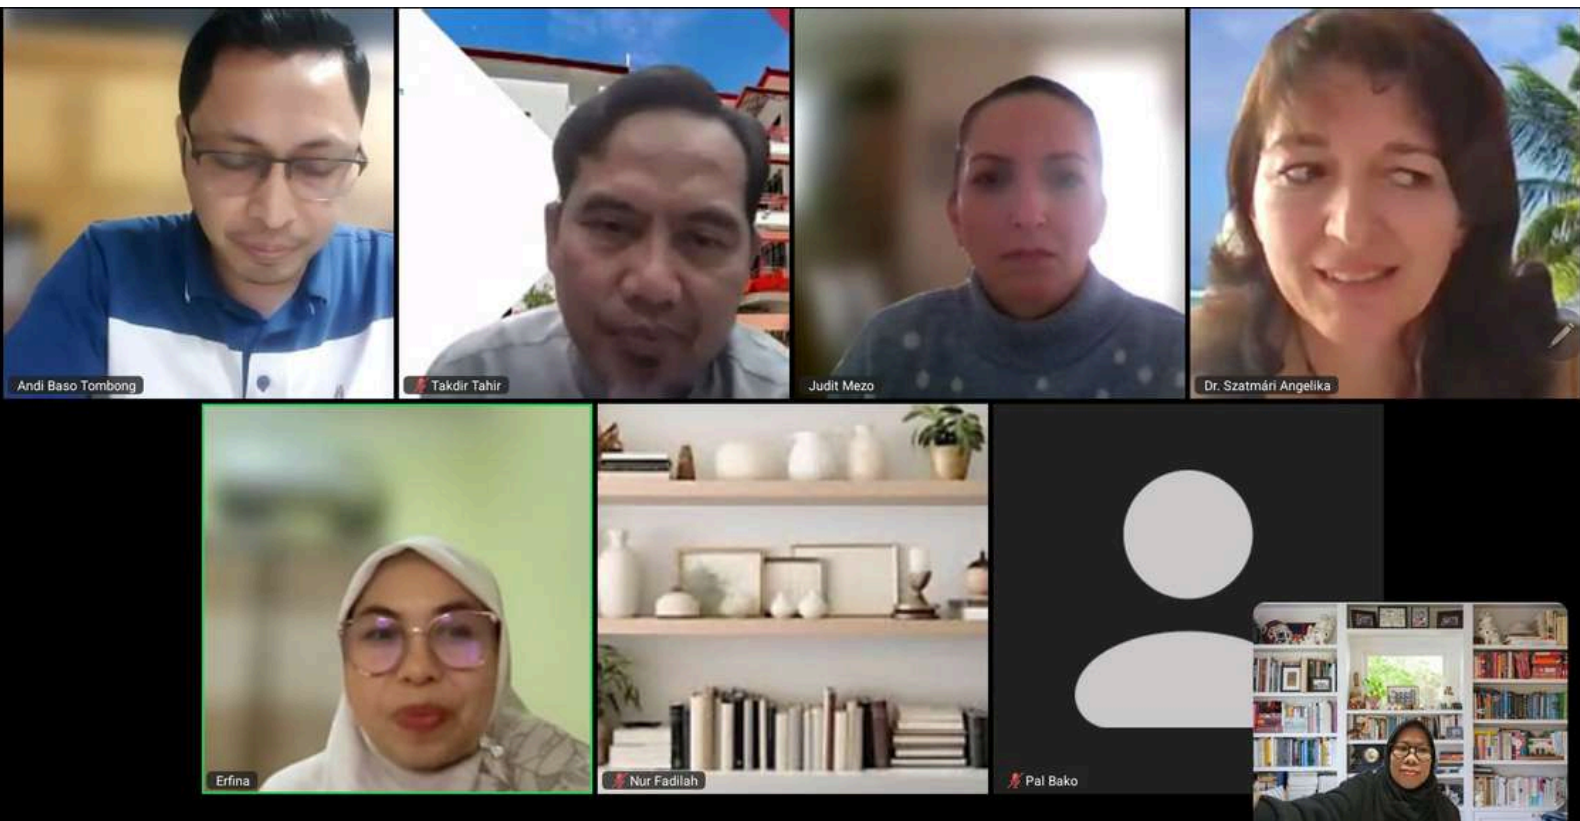 Andi Baso Tombong
Takdir Tahir
Judit Mezo
Dr. Szatmári Angelika
Erfina
Nur Fadilah
Pal Bako